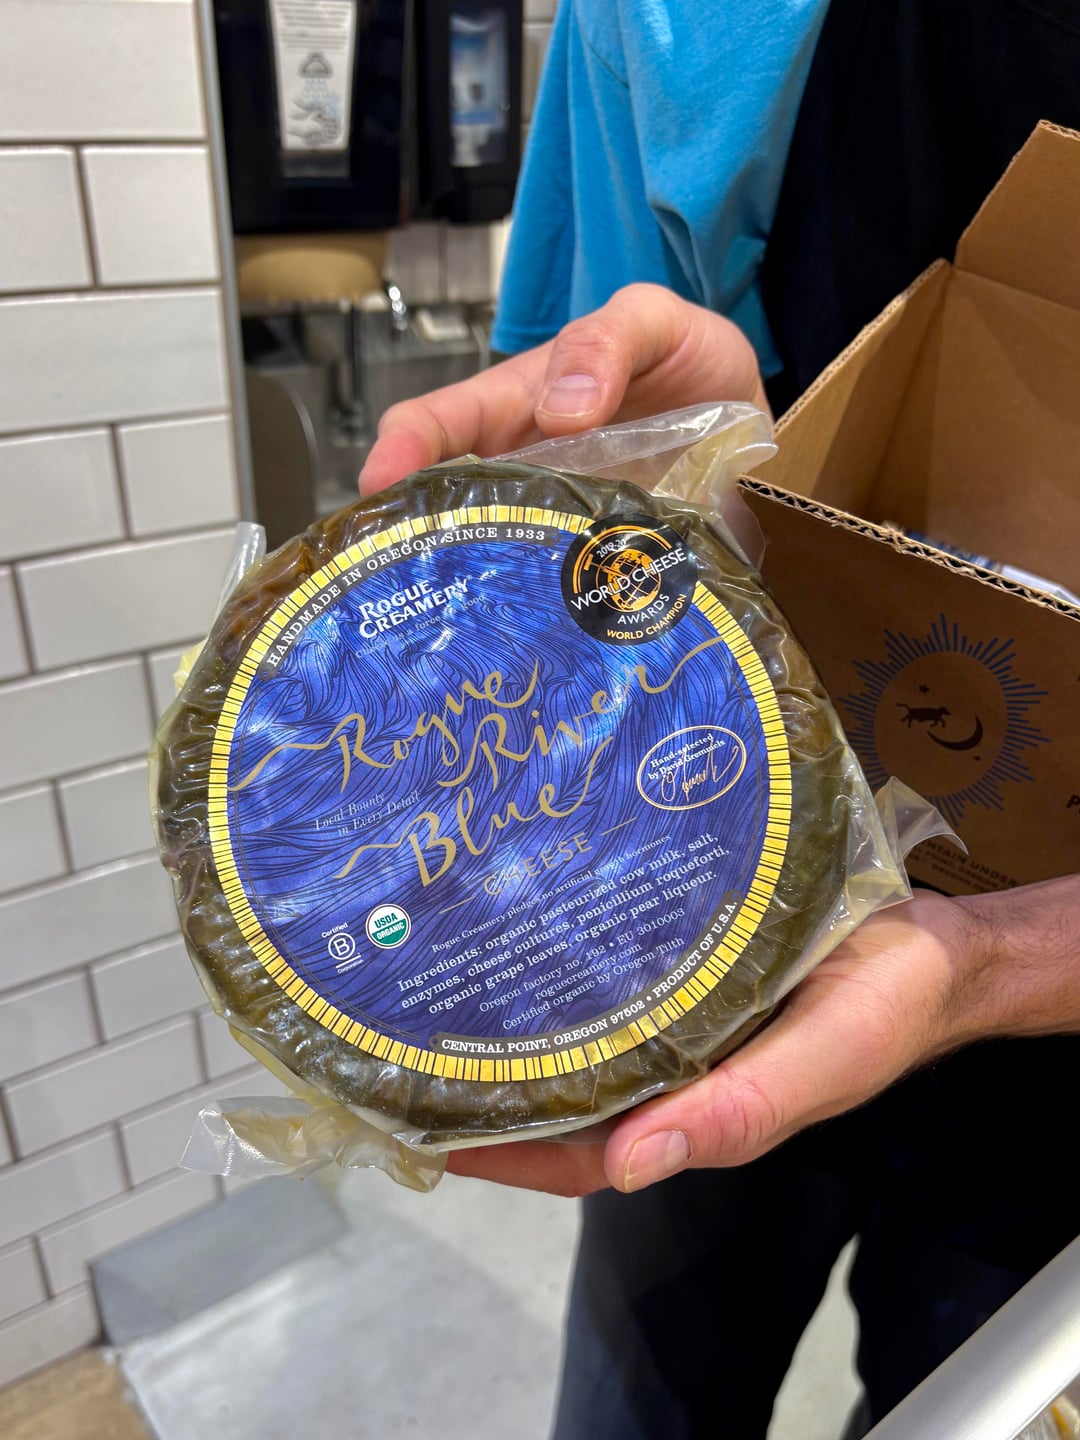 HANDMADE IN OREGON SINCE 1933
ROGUE
CREAMERY
2019-20
WORLD CHEESE
AWARDS
WORLD CHAMPION
Rogue
River
Blue
CHEESE
Local Bounty
in Every Detail
Hand-selected
by David Gremmels
Rogue Creamery pledges no artificial growth hormones
Ingredients: organic pasteurized cow milk, salt,
enzymes, cheese cultures, penicillium roqueforti,
organic grape leaves, organic pear liqueur.
Oregon factory no. 192 • EU 3010003
roguecreamery.com
Certified organic by Oregon Tilth
Certified
B
Corporation
USDA
ORGANIC
CENTRAL POINT, OREGON 97502 • PRODUCT OF U.S.A.